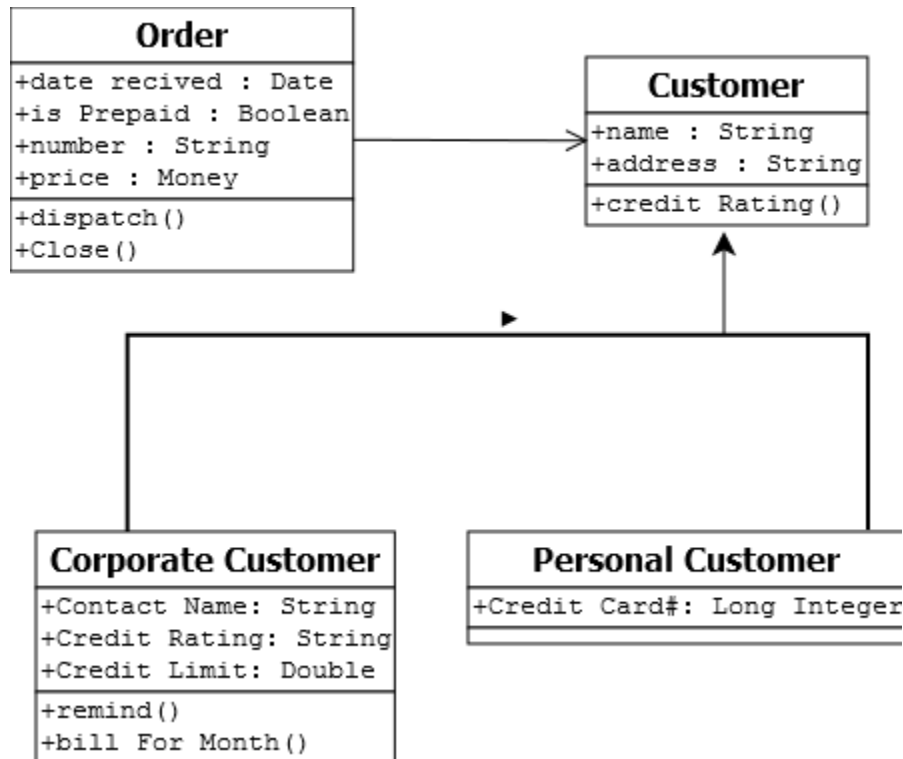 Order
+date recived : Date
+is Prepaid : Boolean
+number : String
+price : Money
+dispatch()
+Close()
Customer
+name : String
+address : String
+credit Rating()
Corporate Customer
+Contact Name: String
+Credit Rating: String
+Credit Limit: Double
+remind()
+bill For Month()
Personal Customer
+Credit Card#: Long Integer